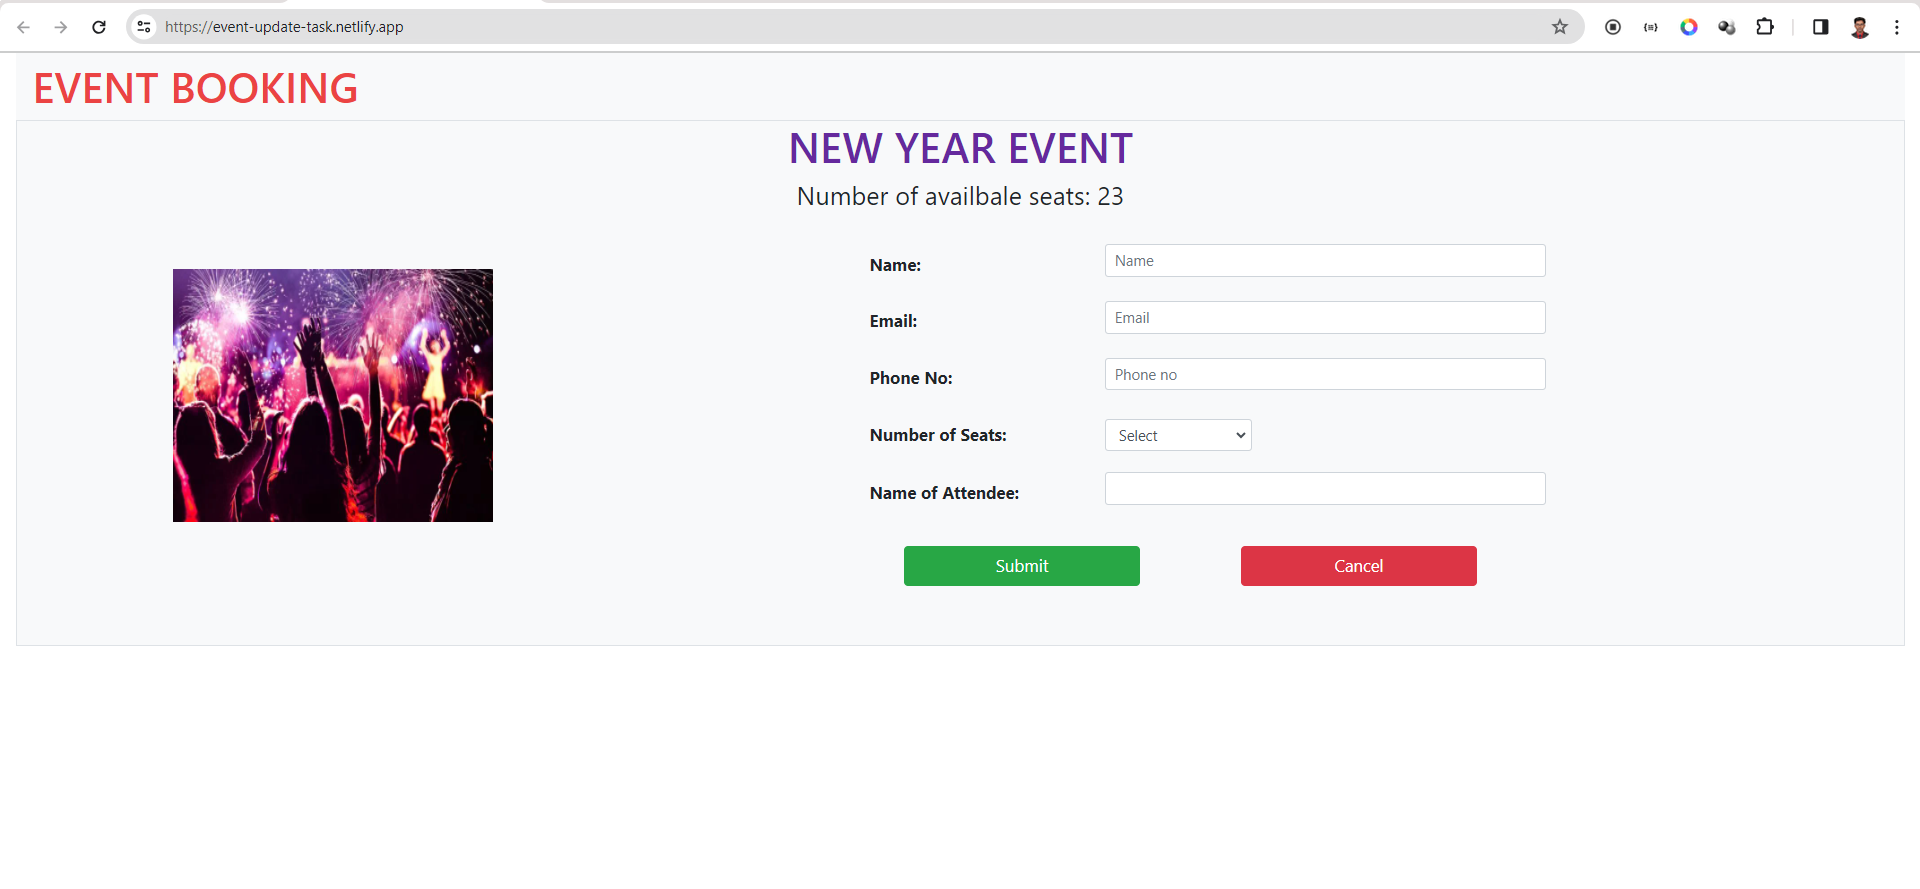 https://event-update-task.netlify.app
EVENT BOOKING
NEW YEAR EVENT
Number of availbale seats: 23
Name: Name
Email: Email
Phone No: Phone no
Number of Seats: Select
Name of Attendee:
Submit Cancel